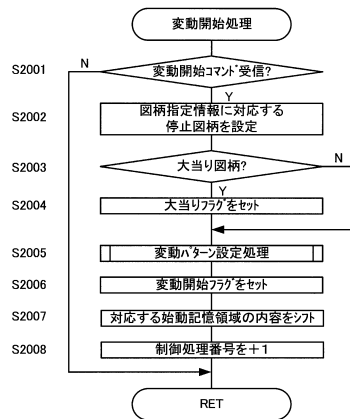 変動開始処理
S2001
N
変動開始コマンド受信?
Y
S2002
図柄指定情報に対応する
停止図柄を設定
S2003
大当り図柄?
N
Y
S2004
大当りフラグをセット
S2005
変動パターン設定処理
S2006
変動開始フラグをセット
S2007
対応する始動記憶領域の内容をシフト
S2008
制御処理番号を+1
RET